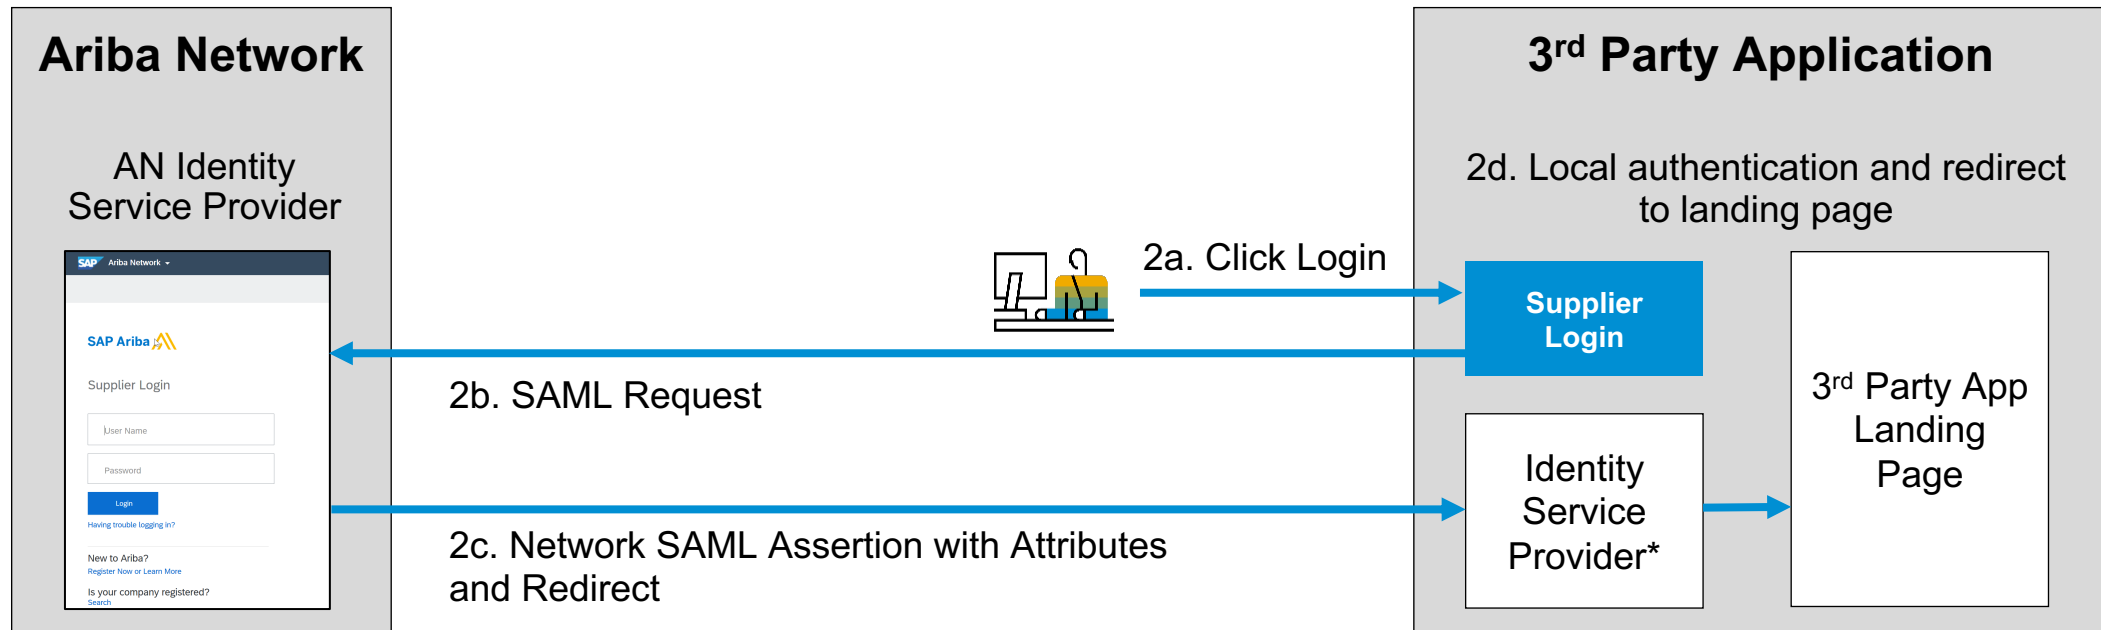 Ariba Network
AN Identity
Service Provider
SAP Ariba Network
SAP Ariba
Supplier Login
User Name
Password
Login
Having trouble logging in?
New to Ariba?
Register Now or Learn More
Is your company registered?
Search
2a. Click Login
2b. SAML Request
2c. Network SAML Assertion with Attributes
and Redirect
3rd Party Application
2d. Local authentication and redirect
to landing page
Supplier
Login
Identity
Service
Provider*
3rd Party App
Landing
Page